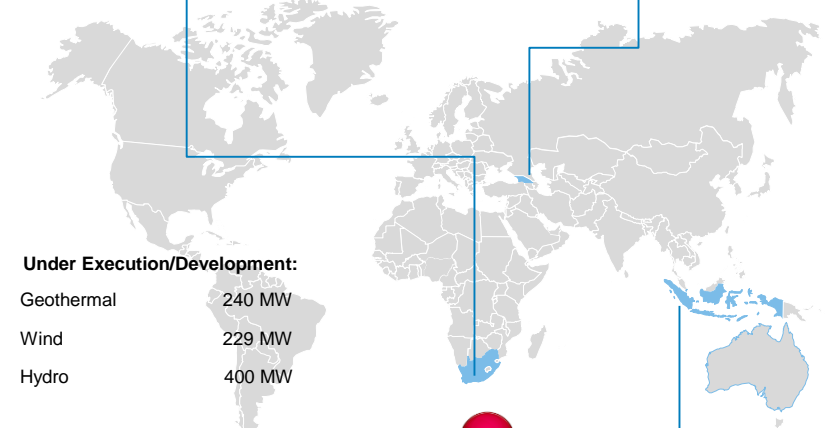 Under Execution/Development:
Geothermal 240 MW
Wind 229 MW
Hydro 400 MW